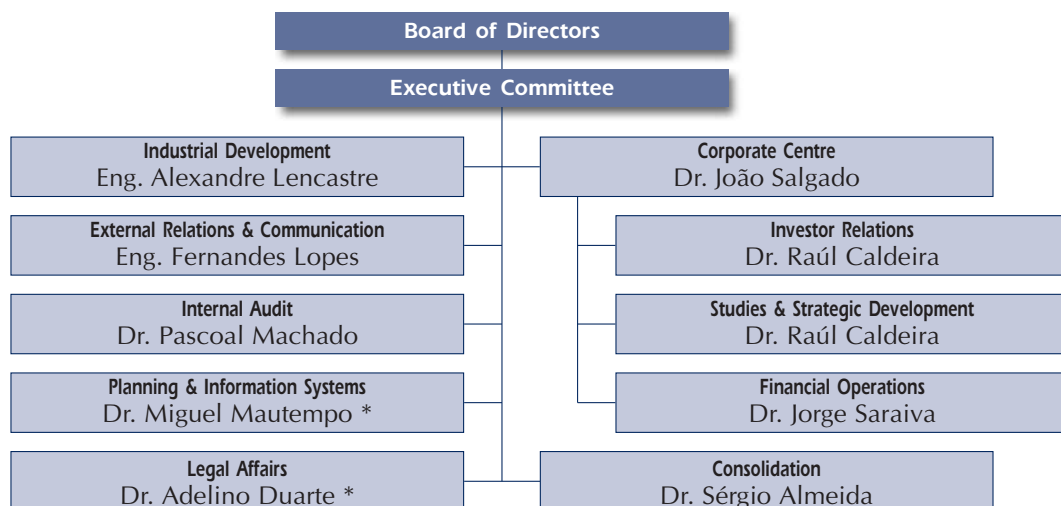 Board of Directors
Executive Committee
Industrial Development
Eng. Alexandre Lencastre
External Relations & Communication
Eng. Fernandes Lopes
Internal Audit
Dr. Pascoal Machado
Planning & Information Systems
Dr. Miguel Mautempo *
Legal Affairs
Dr. Adelino Duarte *
Corporate Centre
Dr. João Salgado
Investor Relations
Dr. Raúl Caldeira
Studies & Strategic Development
Dr. Raúl Caldeira
Financial Operations
Dr. Jorge Saraiva
Consolidation
Dr. Sérgio Almeida